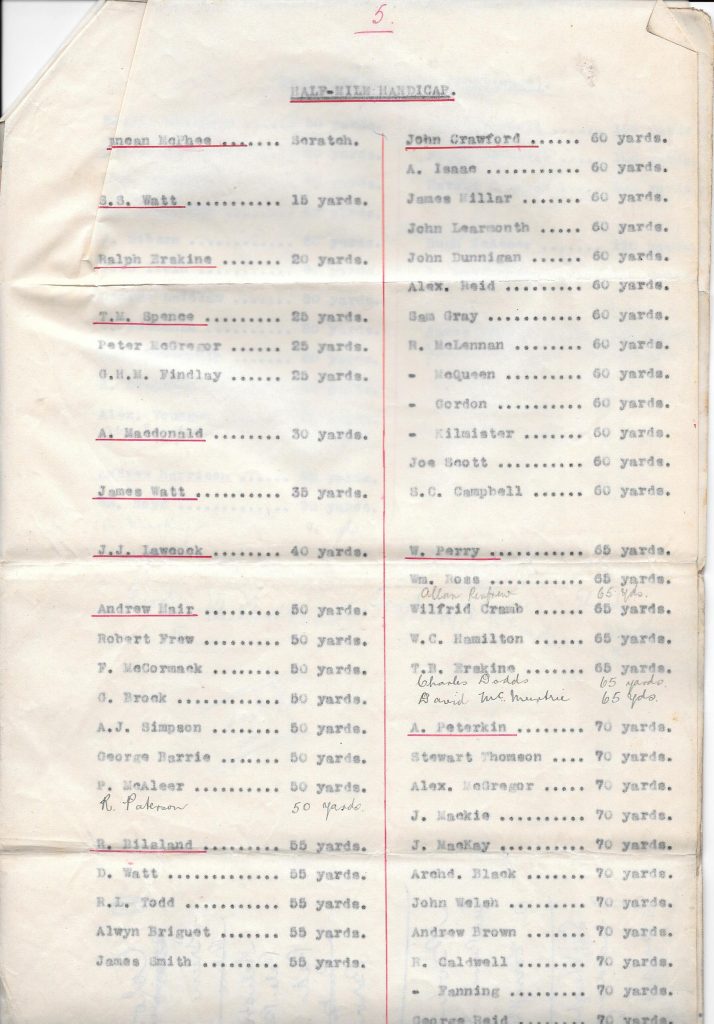 5.
HALF-MILE HANDICAP.
uncan McPhee ....... Scratch.
S.S. Watt ........... 15 yards.
Ralph Erskine ....... 20 yards.
T.M. Spence ......... 25 yards.
Peter McGregor ...... 25 yards.
G.H.M. Findlay ...... 25 yards.
A. Macdonald ........ 30 yards.
James Watt .......... 35 yards.
J.J. Lawcock ........ 40 yards.
Andrew Mair ......... 50 yards.
Robert Frew ......... 50 yards.
F. McCormack ........ 50 yards.
G. Brock ............ 50 yards.
A.J. Simpson ........ 50 yards.
George Barrie ....... 50 yards.
P. McAleer .......... 50 yards.
R. Paterson 50 yards.
R. Bilsland ......... 55 yards.
D. Watt ............. 55 yards.
R.L. Todd ........... 55 yards.
Alwyn Briguet ....... 55 yards.
James Smith ......... 55 yards.
John Crawford ...... 60 yards.
A. Isaac ........... 60 yards.
James Millar ....... 60 yards.
John Learmonth ..... 60 yards.
John Dunnigan ...... 60 yards.
Alex. Reid ......... 60 yards.
Sam Gray ........... 60 yards.
R. McLennan ........ 60 yards.
- McQueen .......... 60 yards.
- Gordon ........... 60 yards.
- Kilmister ........ 60 yards.
Joe Scott .......... 60 yards.
S.C. Campbell ...... 60 yards.
W. Perry ........... 65 yards.
Wm. Ross ........... 65 yards.
Allan Renfrew 65 yds.
Wilfrid Cramb ...... 65 yards.
W.C. Hamilton ...... 65 yards.
T.B. Erskine ....... 65 yards.
Charles Dodds 65 yards.
David McMurtrie 65 yds.
A. Peterkin ........ 70 yards.
Stewart Thomson .... 70 yards.
Alex. McGregor ..... 70 yards.
J. Mackie .......... 70 yards.
J. MacKay .......... 70 yards.
Archd. Black ....... 70 yards.
John Welsh ......... 70 yards.
Andrew Brown ....... 70 yards.
R. Caldwell ........ 70 yards.
- Fanning .......... 70 yards.
George Reid ........ 70 yards.